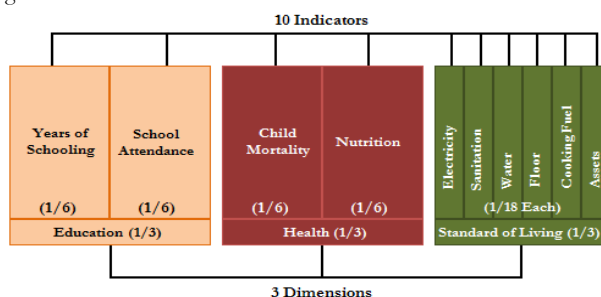 10 Indicators
Years of
Schooling
(1/6)
School
Attendance
(1/6)
Education (1/3)
Child
Mortality
(1/6)
Nutrition
(1/6)
Health (1/3)
Electricity
Sanitation
Water
Floor
Cooking Fuel
Assets
(1/18 Each)
Standard of Living (1/3)
3 Dimensions